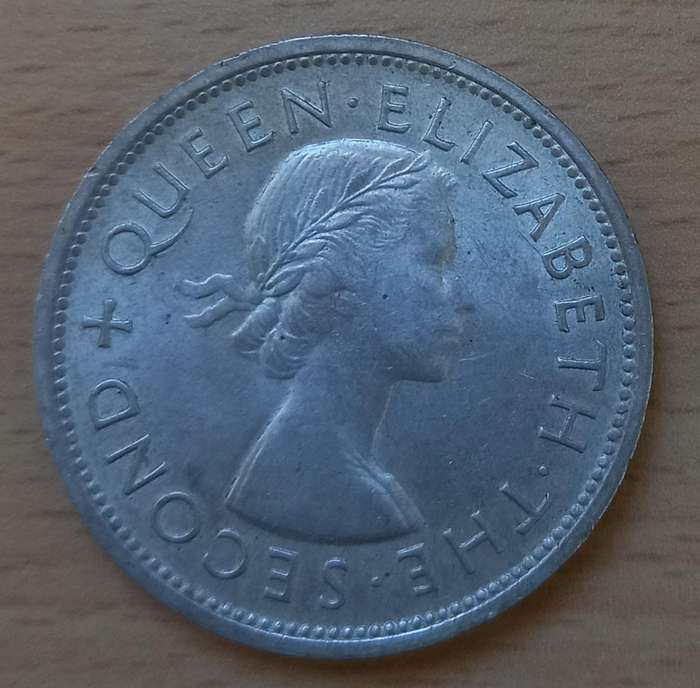 + QUEEN · ELIZABETH · THE · SECOND